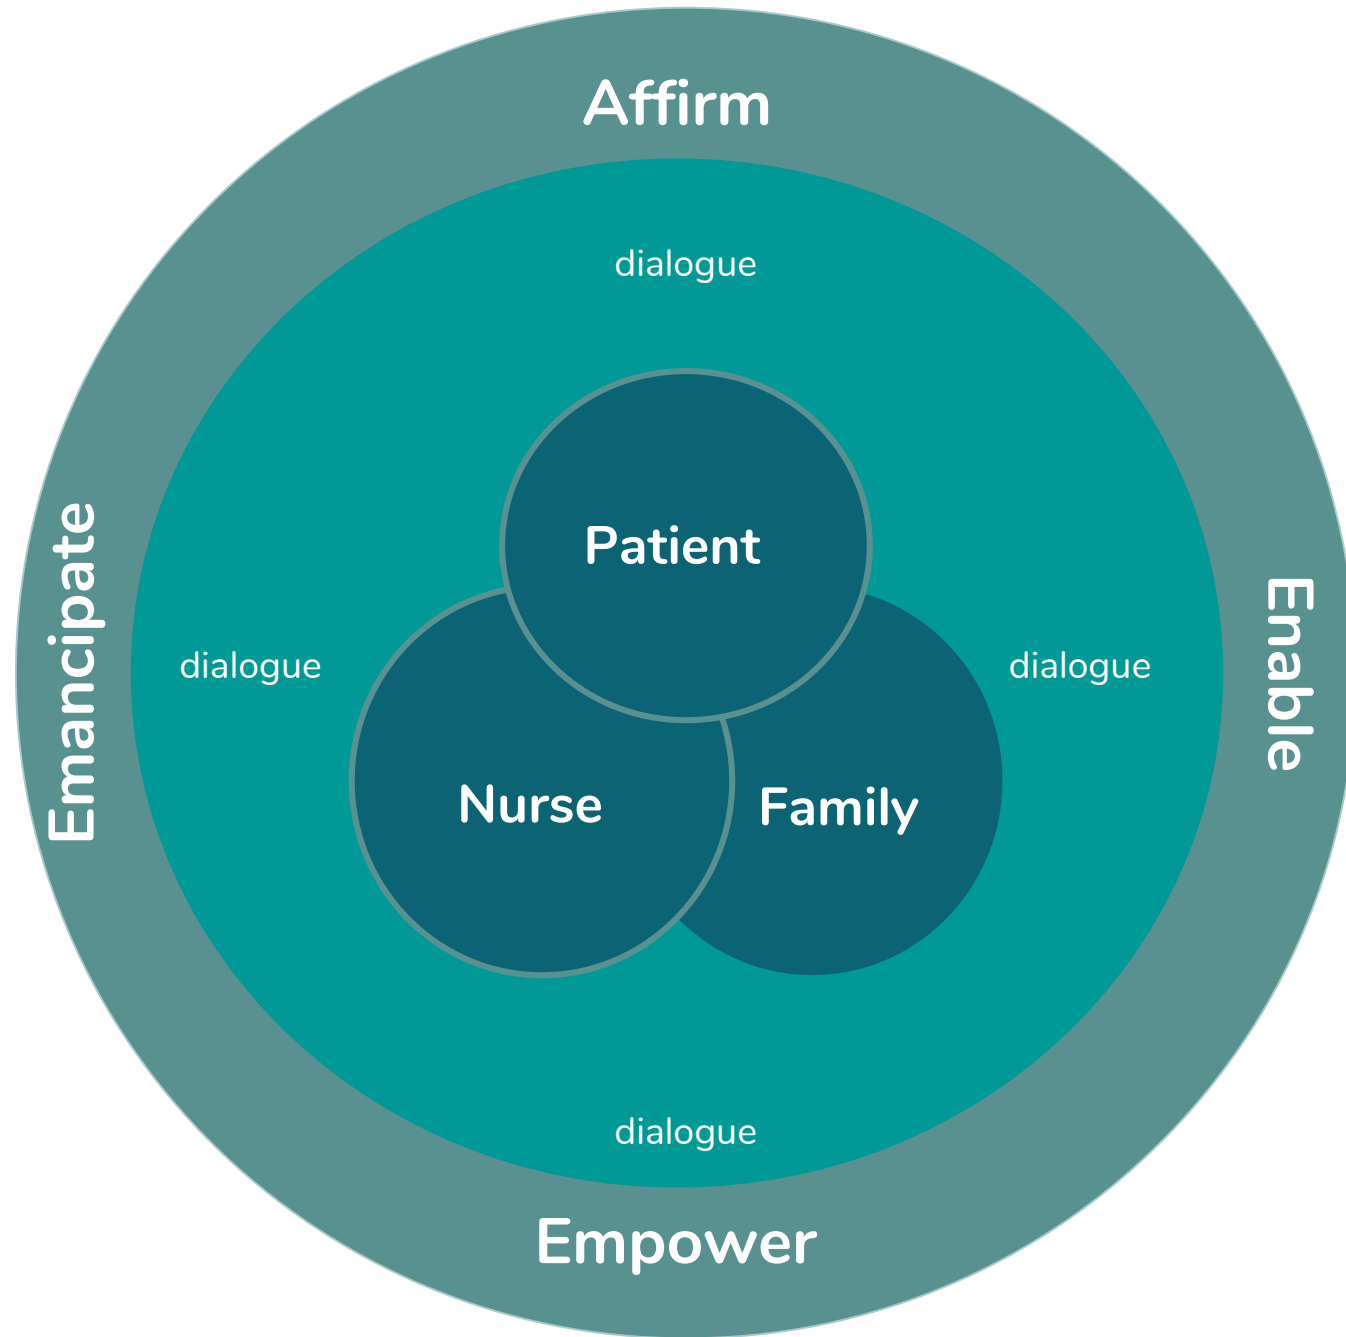 Affirm
dialogue
Patient
Emancipate
dialogue
dialogue
Enable
Nurse
Family
dialogue
Empower